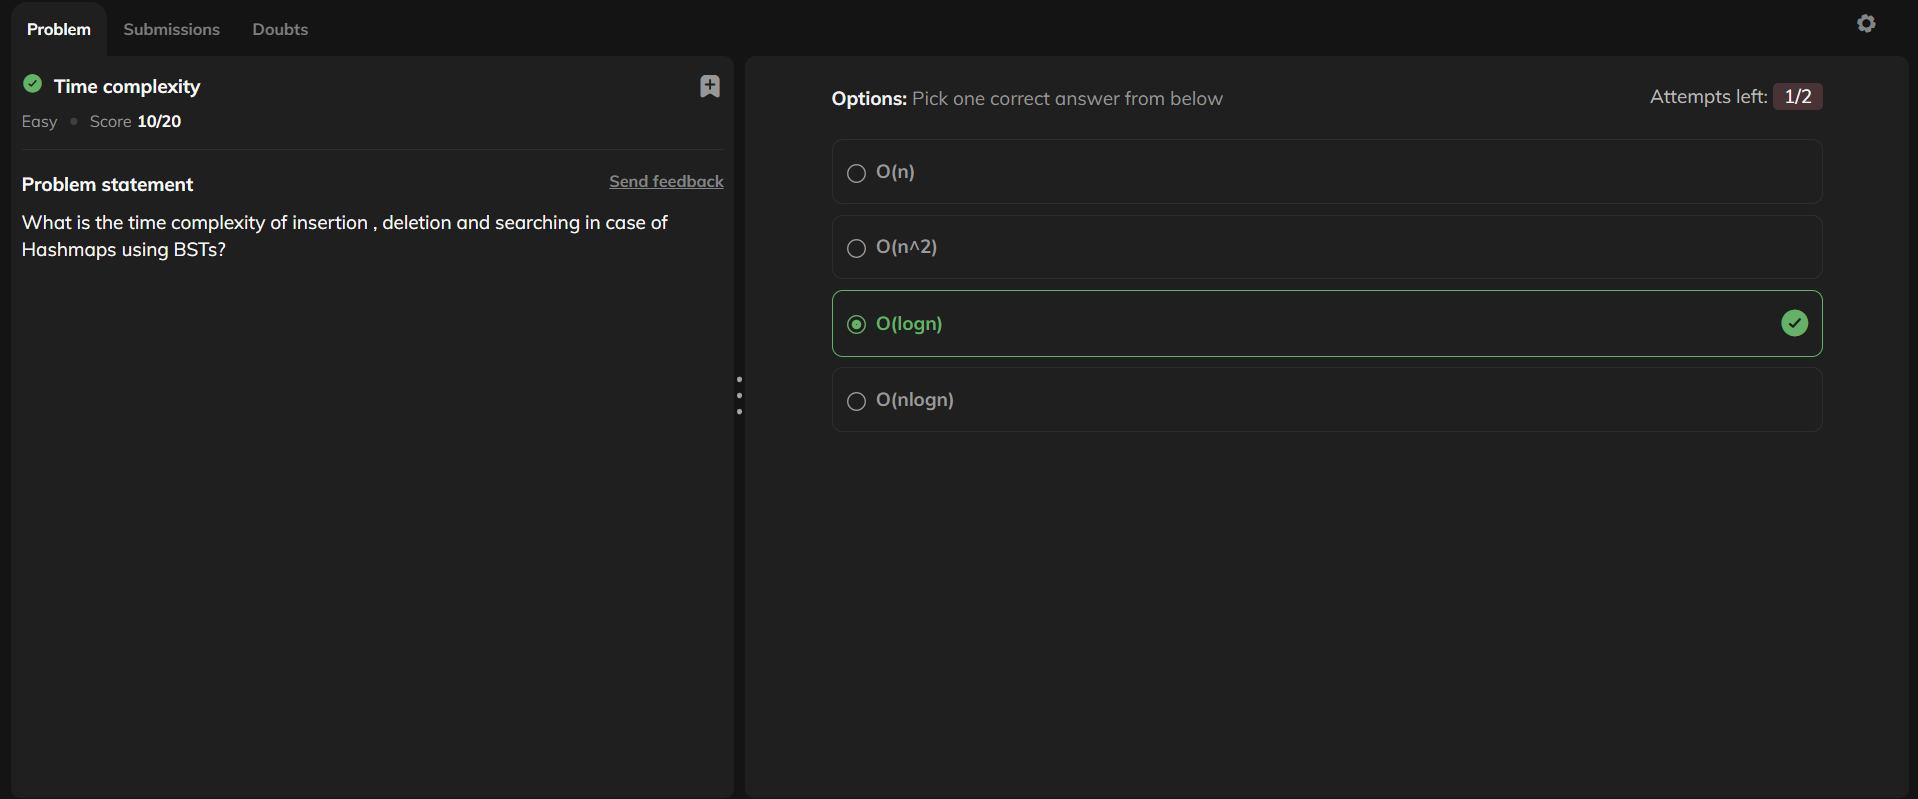 Problem
Submissions
Doubts
Time complexity
Easy • Score 10/20
Problem statement
Send feedback
What is the time complexity of insertion , deletion and searching in case of
Hashmaps using BSTs?
Options: Pick one correct answer from below
Attempts left: 1/2
O(n)
O(n^2)
O(logn)
O(nlogn)